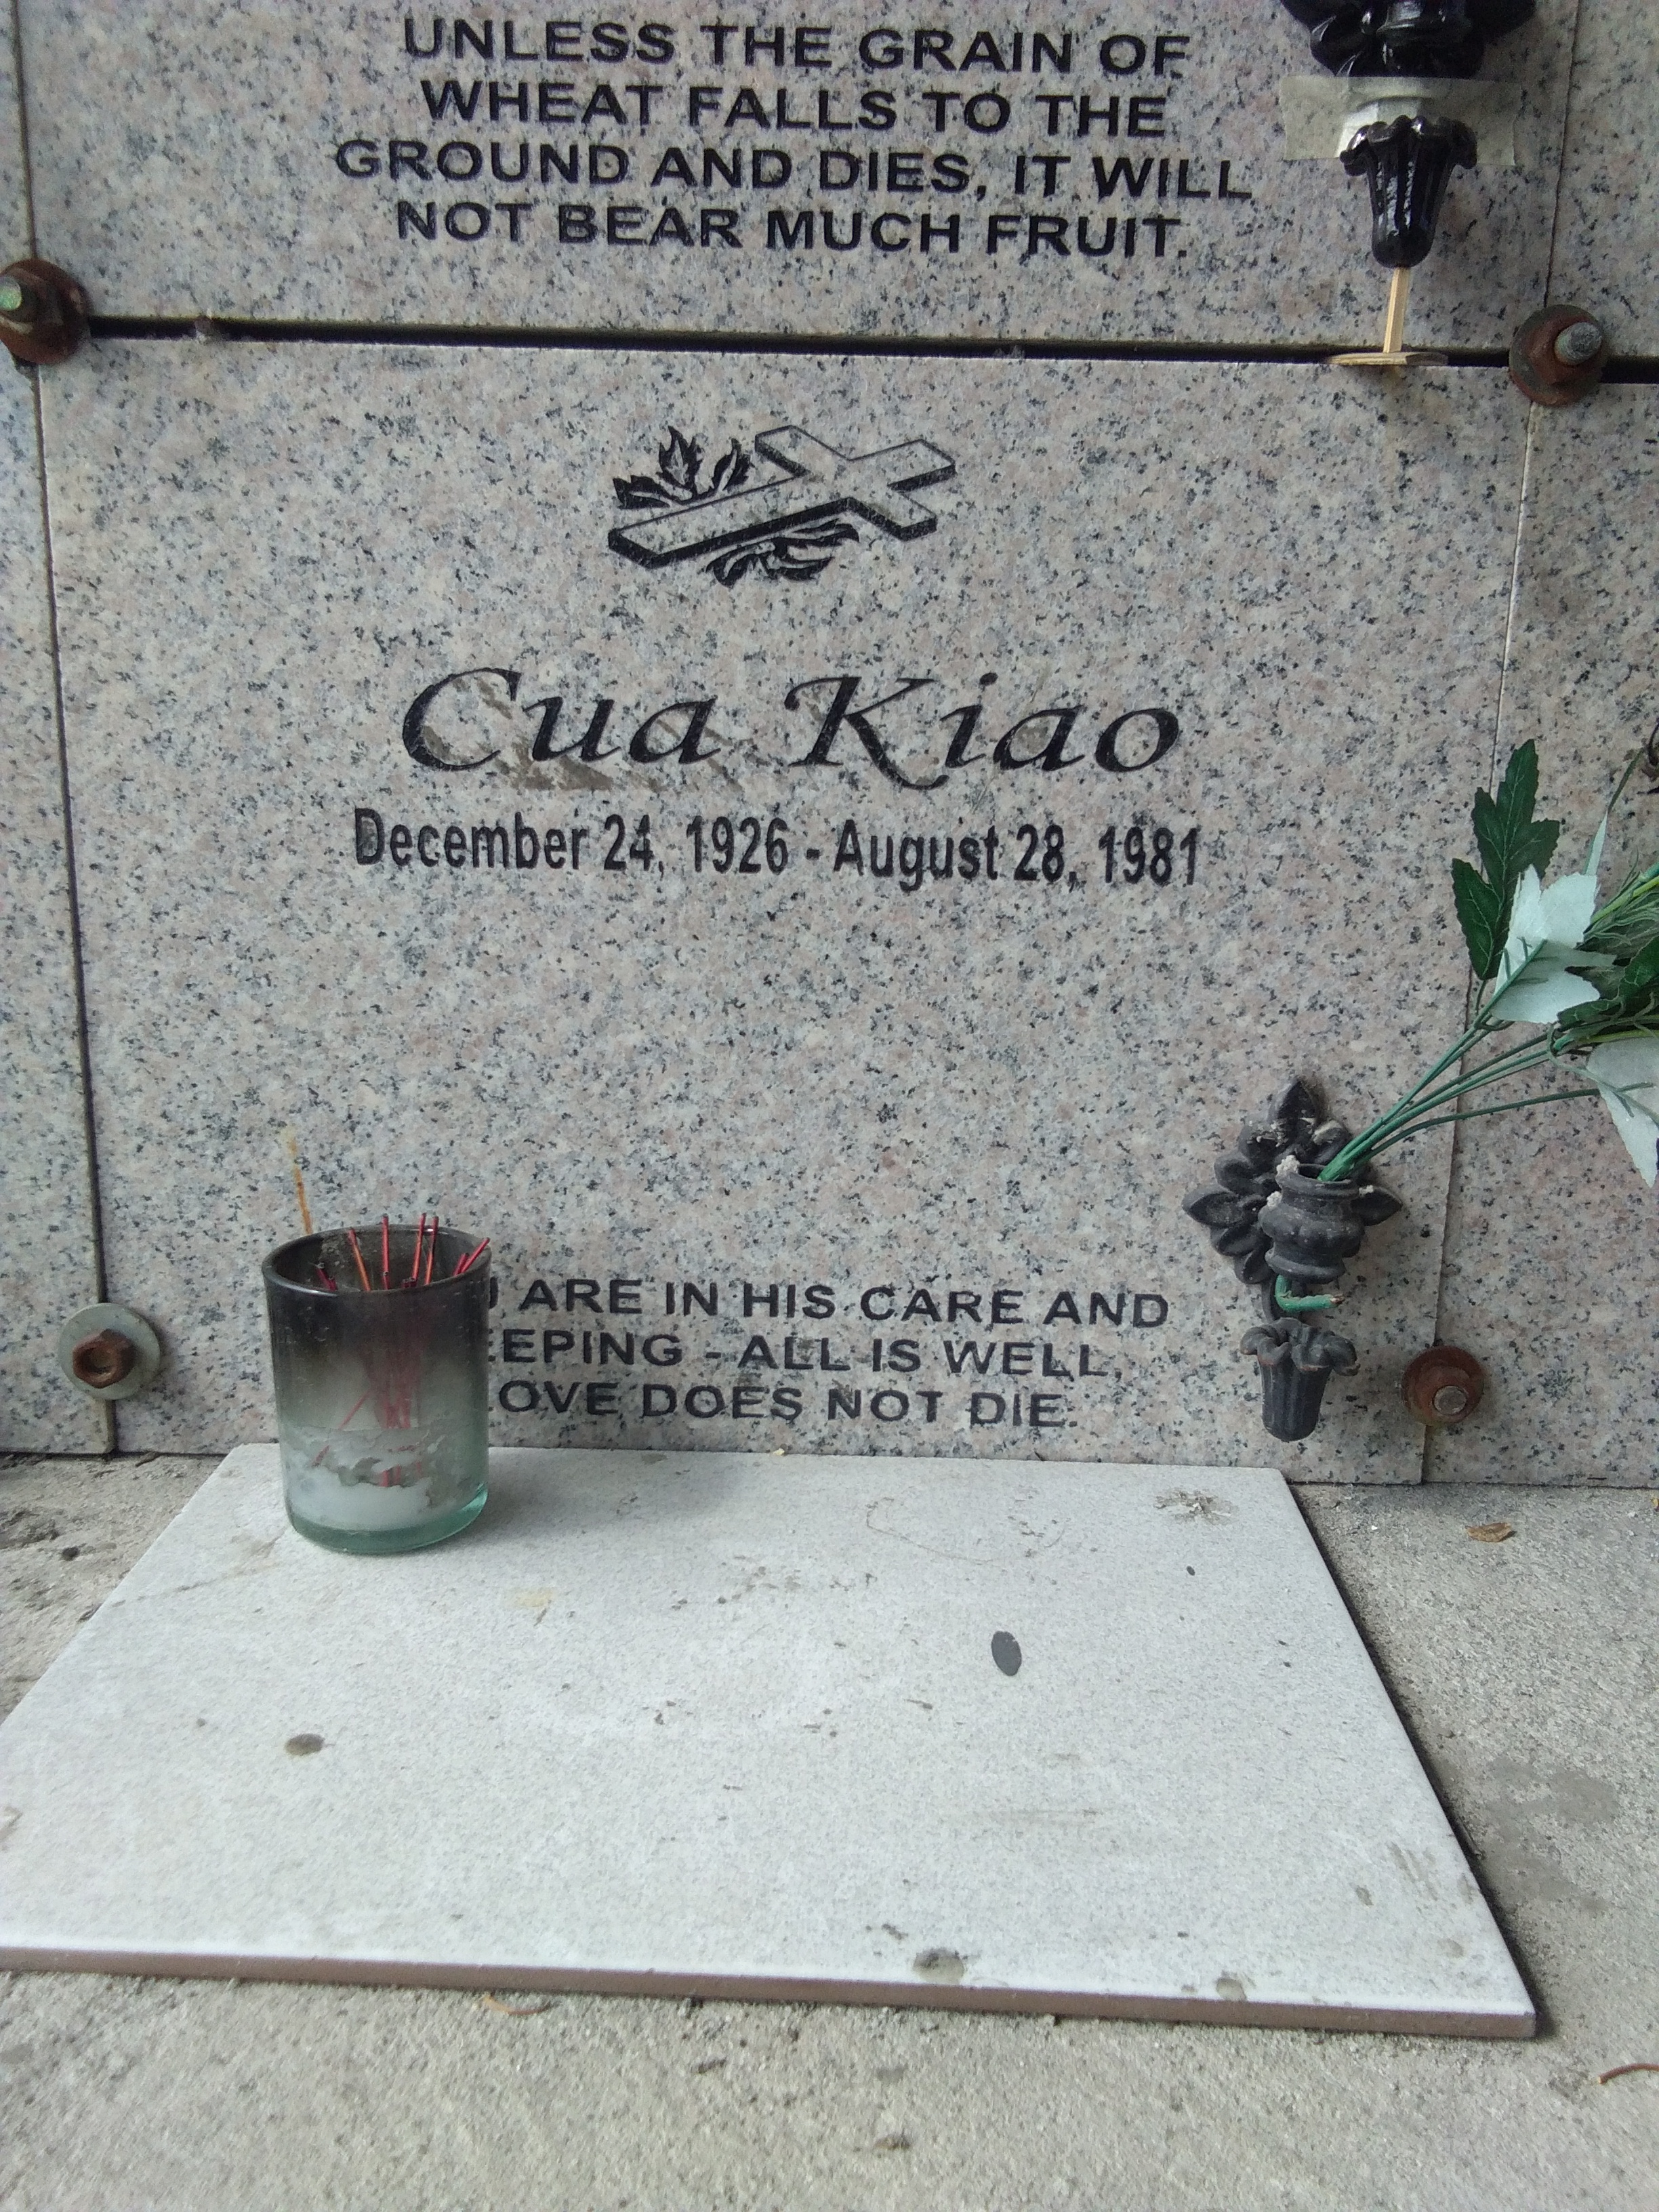 UNLESS THE GRAIN OF
WHEAT FALLS TO THE
GROUND AND DIES, IT WILL
NOT BEAR MUCH FRUIT.
Cua Kiao
December 24, 1926 - August 28, 1981
ARE IN HIS CARE AND
- ALL IS WELL,
DOES NOT DIE.